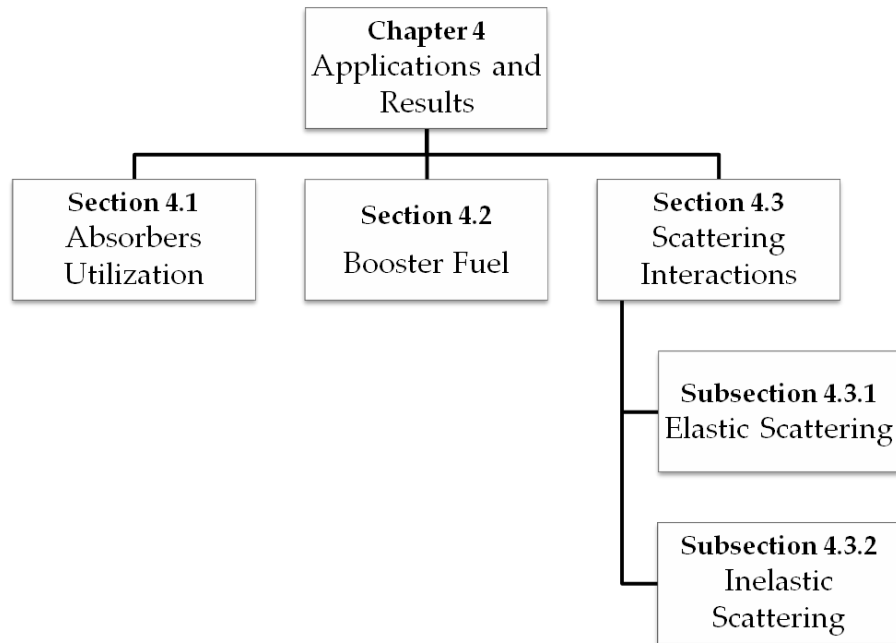 Chapter 4
Applications and
Results
Section 4.1
Absorbers
Utilization
Section 4.2
Booster Fuel
Section 4.3
Scattering
Interactions
Subsection 4.3.1
Elastic Scattering
Subsection 4.3.2
Inelastic
Scattering